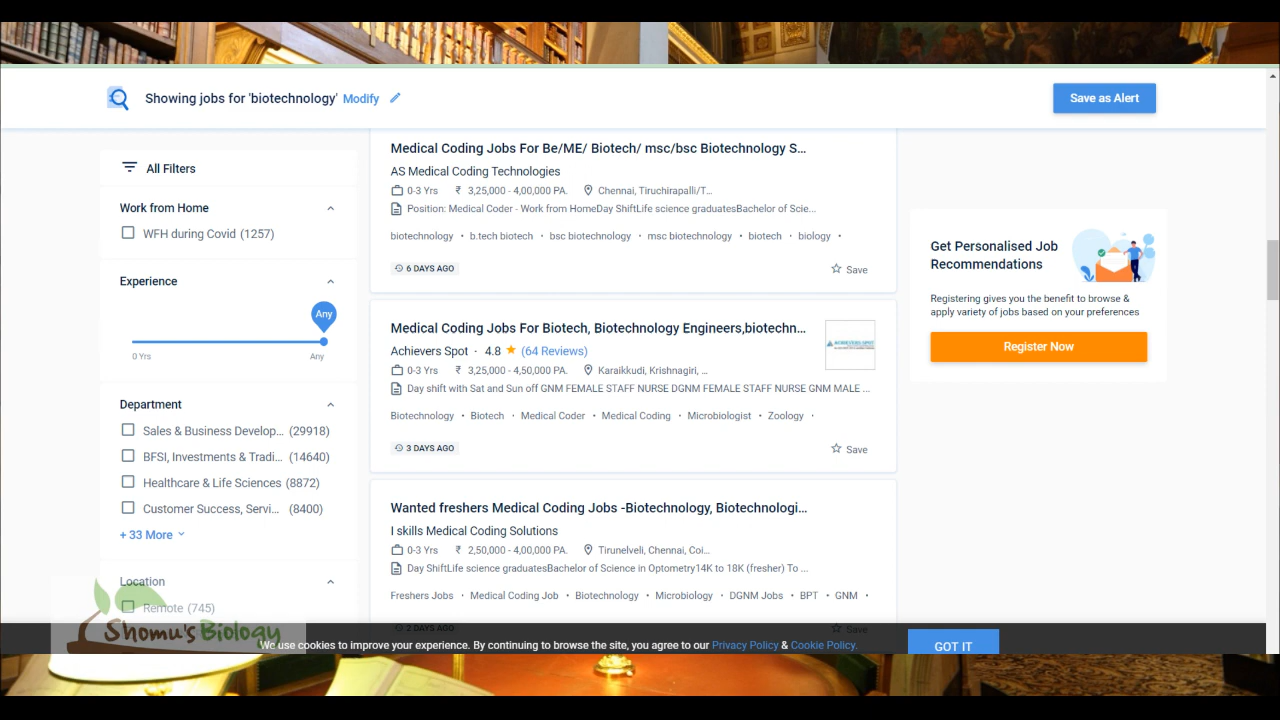 Showing jobs for 'biotechnology' Modify
Save as Alert
All Filters
Work from Home
WFH during Covid (1257)
Experience
Any
0 Yrs
Any
Department
Sales & Business Develop... (29918)
BFSI, Investments & Tradi... (14640)
Healthcare & Life Sciences (8872)
Customer Success, Servi... (8400)
+ 33 More
Location
Remote (745)
Shomu's Biology
Medical Coding Jobs For Be/ME/ Biotech/ msc/bsc Biotechnology S...
AS Medical Coding Technologies
0-3 Yrs ₹ 3,25,000 - 4,00,000 PA. Chennai, Tiruchirapalli/T...
Position: Medical Coder - Work from HomeDay ShiftLife science graduatesBachelor of Scie...
biotechnology • b.tech biotech • bsc biotechnology • msc biotechnology • biotech • biology •
6 DAYS AGO
Save
Medical Coding Jobs For Biotech, Biotechnology Engineers,biotechn...
Achievers Spot · 4.8 ★ (64 Reviews)
ACHIEVERS SPOT
0-3 Yrs ₹ 3,25,000 - 4,50,000 PA. Karaikkudi, Krishnagiri, ...
Day shift with Sat and Sun off GNM FEMALE STAFF NURSE DGNM FEMALE STAFF NURSE GNM MALE ...
Biotechnology • Biotech • Medical Coder • Medical Coding • Microbiologist • Zoology •
3 DAYS AGO
Save
Wanted freshers Medical Coding Jobs -Biotechnology, Biotechnologi...
I skills Medical Coding Solutions
0-3 Yrs ₹ 2,50,000 - 4,00,000 PA. Tirunelveli, Chennai, Coi...
Day ShiftLife science graduatesBachelor of Science in Optometry14K to 18K (fresher) To ...
Freshers Jobs • Medical Coding Job • Biotechnology • Microbiology • DGNM Jobs • BPT • GNM •
2 DAYS AGO
Save
Get Personalised Job
Recommendations
Registering gives you the benefit to browse &
apply variety of jobs based on your preferences
Register Now
We use cookies to improve your experience. By continuing to browse the site, you agree to our Privacy Policy & Cookie Policy.
GOT IT